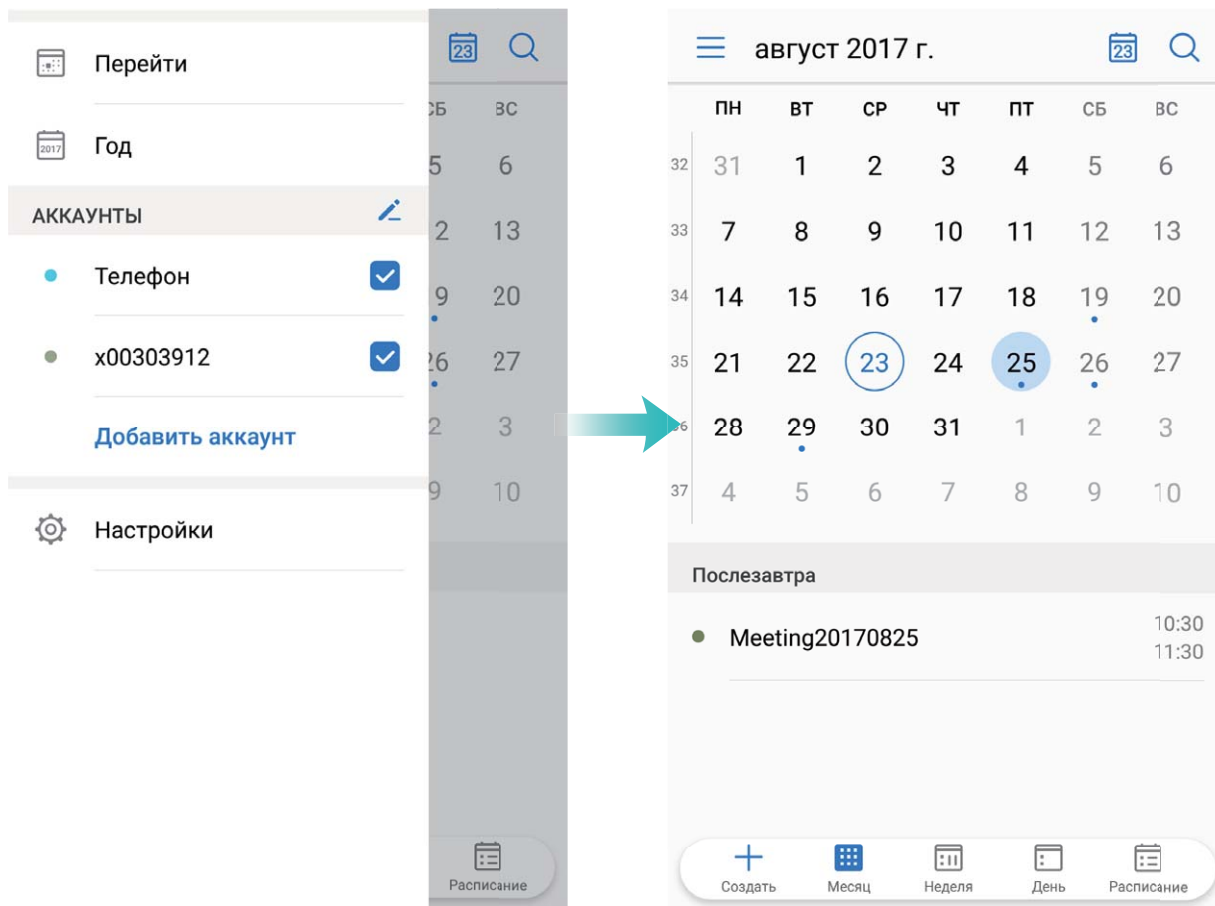 Перейти
2017
Год
АККАУНТЫ
Телефон
x00303912
Добавить аккаунт
Настройки
23
СБ ВС
5 6
2 13
9 20
26 27
2 3
9 10
Расписание
август 2017 г.
23
ПН ВТ СР ЧТ ПТ СБ ВС
32 31 1 2 3 4 5 6
33 7 8 9 10 11 12 13
34 14 15 16 17 18 19 20
35 21 22 23 24 25 26 27
36 28 29 30 31 1 2 3
37 4 5 6 7 8 9 10
Послезавтра
Meeting20170825
10:30
11:30
Создать Месяц Неделя День Расписание